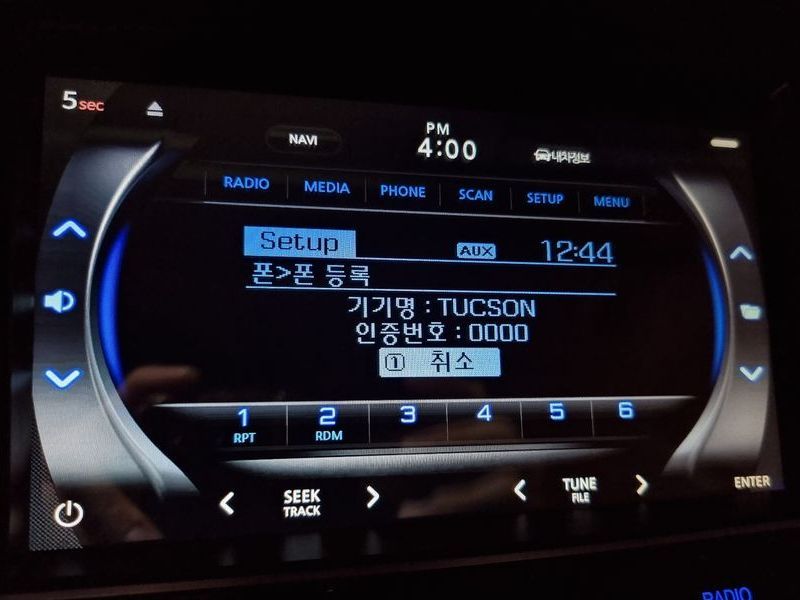 5sec
NAVI
PM
4:00
내차정보
RADIO MEDIA PHONE SCAN SETUP MENU
Setup AUX 12:44
폰>폰 등록
기기명 : TUCSON
인증번호 : 0000
1 취소
1 2 3 4 5 6
RPT RDM
SEEK
TRACK
TUNE
FILE
ENTER
RADIO